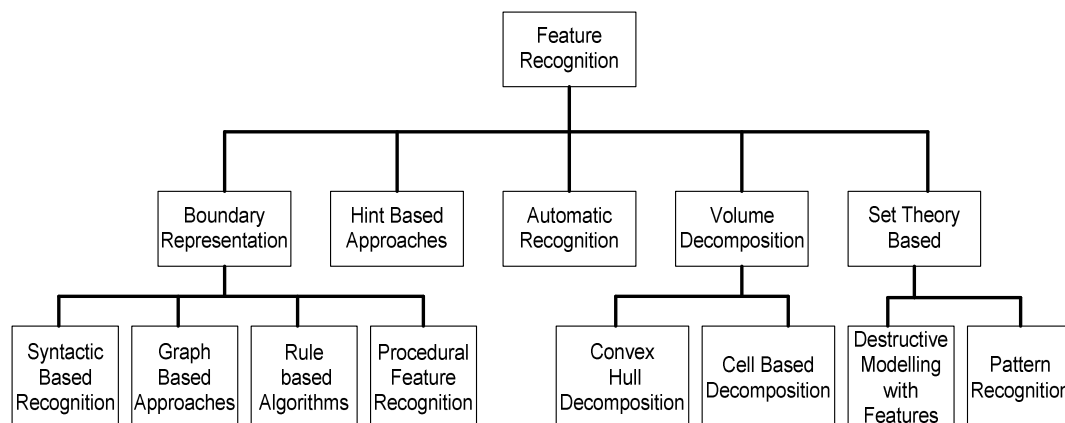 Feature
Recognition
Boundary
Representation
Hint Based
Approaches
Automatic
Recognition
Volume
Decomposition
Set Theory
Based
Syntactic
Based
Recognition
Graph
Based
Approaches
Rule
based
Algorithms
Procedural
Feature
Recognition
Convex
Hull
Decomposition
Cell Based
Decomposition
Destructive
Modelling
with
Features
Pattern
Recognition